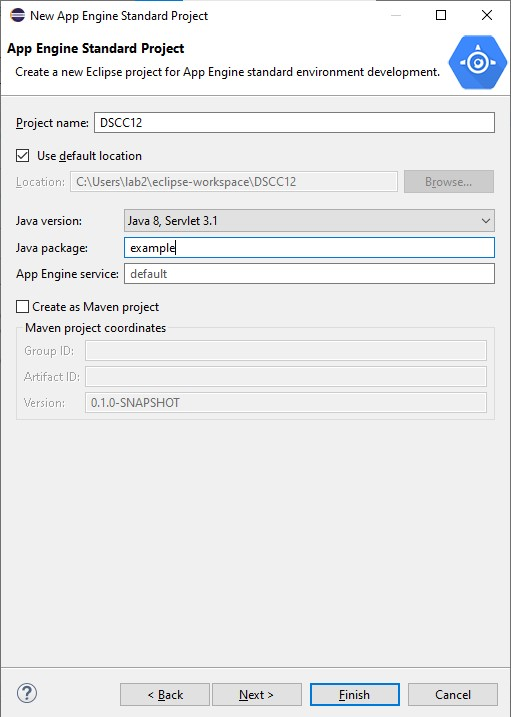 New App Engine Standard Project
App Engine Standard Project
Create a new Eclipse project for App Engine standard environment development.
Project name: DSCC12
Use default location
Location: C:\Users\lab2\eclipse-workspace\DSCC12 Browse...
Java version: Java 8, Servlet 3.1
Java package: example
App Engine service: default
Create as Maven project
Maven project coordinates
Group ID:
Artifact ID:
Version: 0.1.0-SNAPSHOT
? < Back Next > Finish Cancel